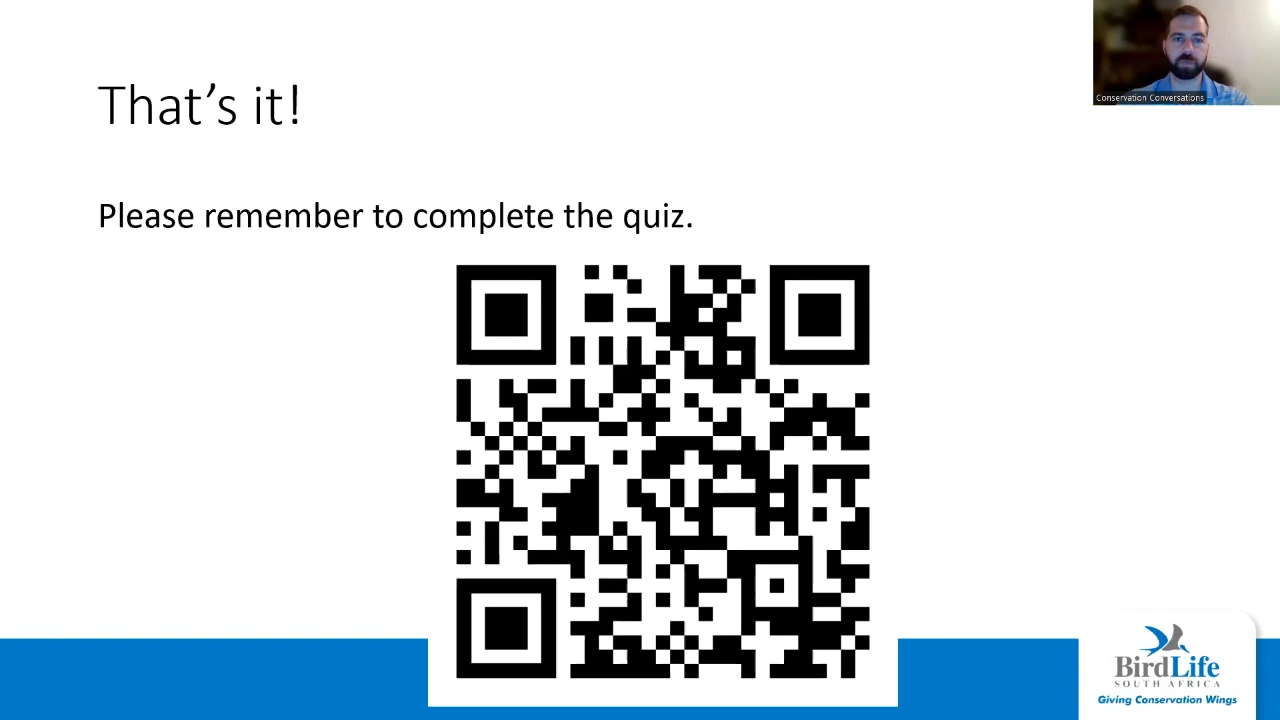 That's it!
Conservation Conversations
Please remember to complete the quiz.
BirdLife
SOUTH AFRICA
Giving Conservation Wings